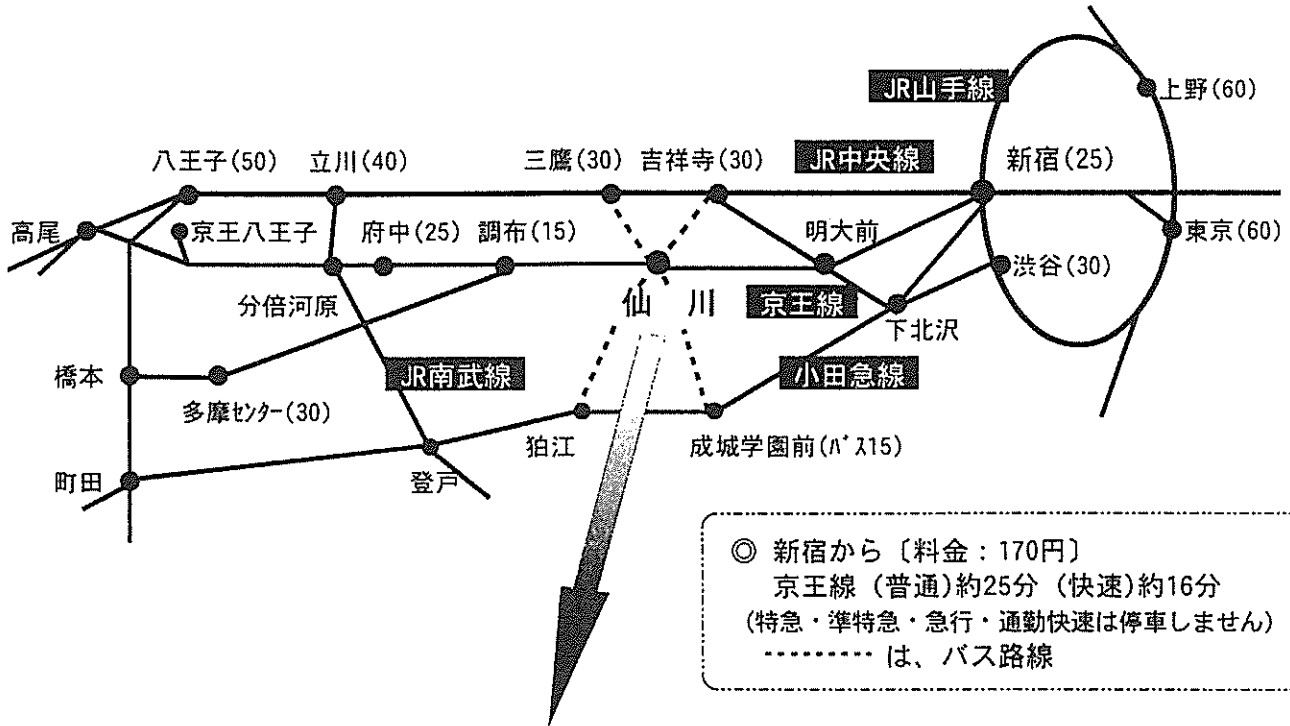 JR山手線
上野(60)
八王子(50)
立川(40)
三鷹(30)
吉祥寺(30)
JR中央線
新宿(25)
高尾
京王八王子
府中(25)
調布(15)
明大前
東京(60)
渋谷(30)
分倍河原
仙川
京王線
下北沢
橋本
JR南武線
小田急線
多摩センター(30)
狛江
成城学園前(バス15)
町田
登戸
◎ 新宿から〔料金:170円〕
京王線 (普通)約25分 (快速)約16分
(特急・準特急・急行・通勤快速は停車しません)
は、バス路線